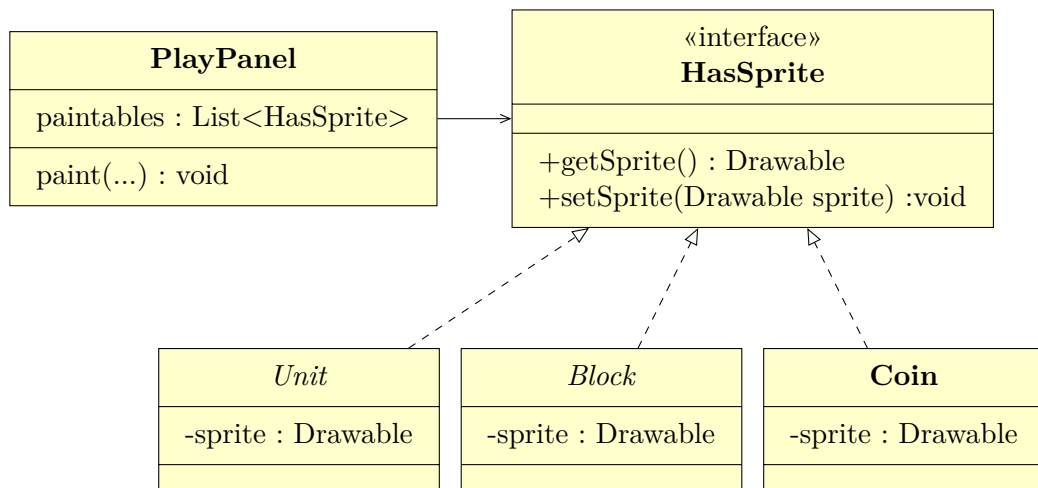 PlayPanel
paintables : List<HasSprite>
paint(...) : void
«interface»
HasSprite
+getSprite() : Drawable
+setSprite(Drawable sprite) :void
Unit
-sprite : Drawable
Block
-sprite : Drawable
Coin
-sprite : Drawable